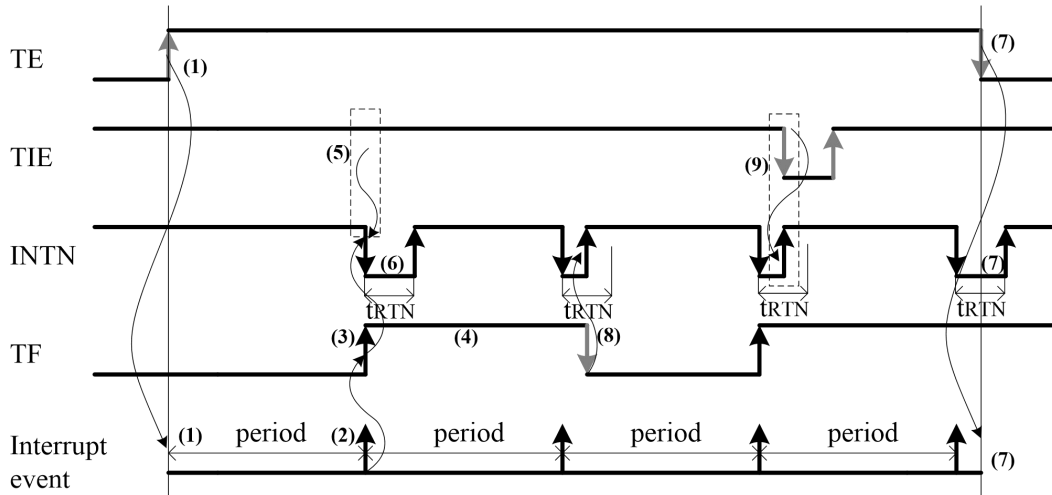 TE
(1)
(7)
TIE
(5)
(9)
INTN
(6)
(7)
tRTN
tRTN
tRTN
tRTN
TF
(3)
(4)
(8)
Interrupt
event
(1)
period
(2)
period
period
period
(7)